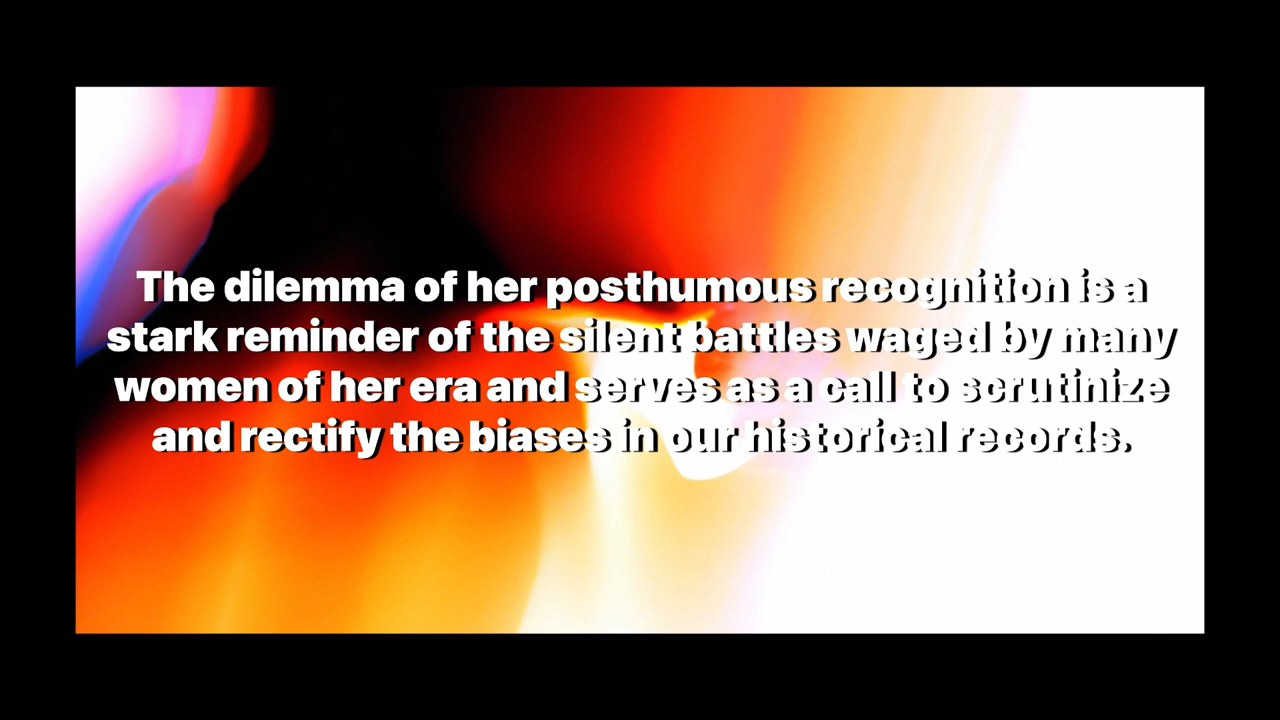 The dilemma of her posthumous recognition is a
stark reminder of the silent battles waged by many
women of her era and serves as a call to scrutinize
and rectify the biases in our historical records.